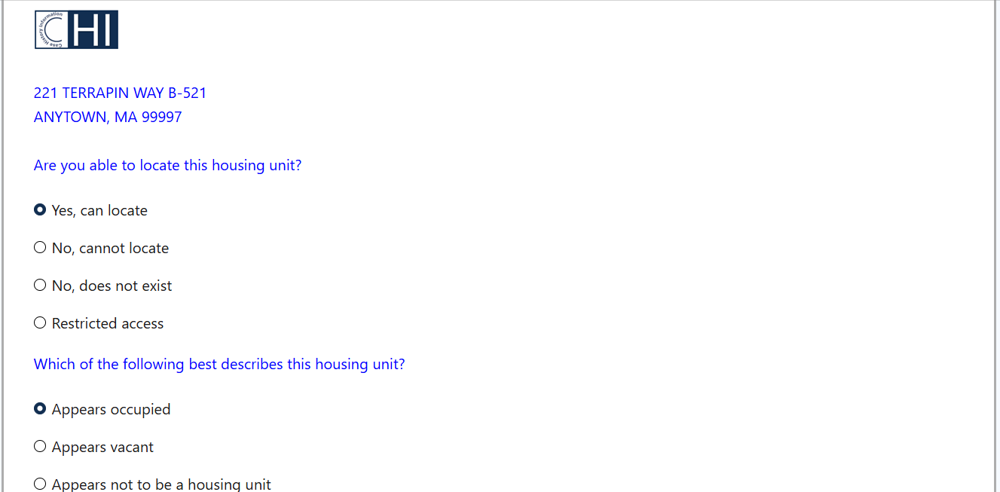 Case History Information
CHI
221 TERRAPIN WAY B-521
ANYTOWN, MA 99997
Are you able to locate this housing unit?
Yes, can locate
No, cannot locate
No, does not exist
Restricted access
Which of the following best describes this housing unit?
Appears occupied
Appears vacant
Appears not to be a housing unit